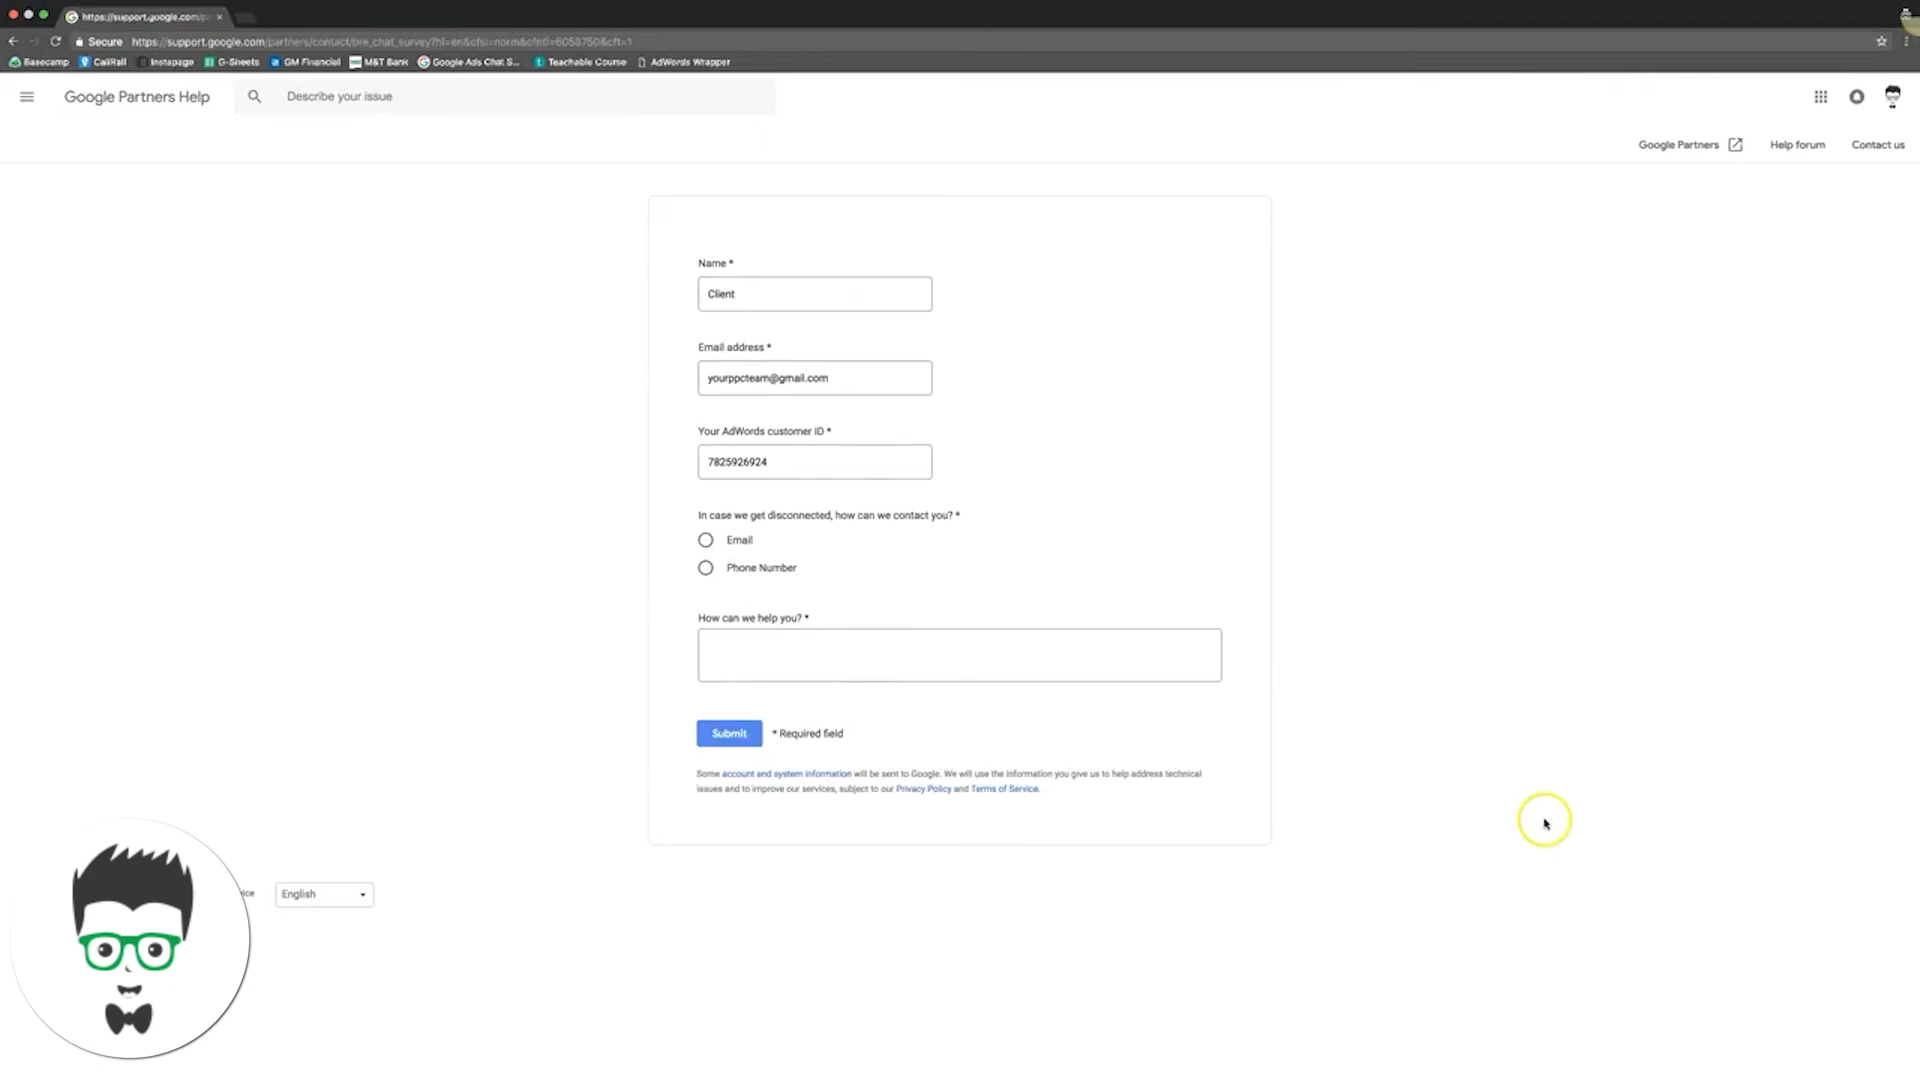 https://support.google.com/p
Secure https://support.google.com/partners/contact/pre_chat_survey?hl=en&cfsi=norm&cfnti=6058750&cft=1
Basecamp CallRail Instapage G-Sheets GM Financial M&T Bank Google Ads Chat S... Teachable Course AdWords Wrapper
Google Partners Help Describe your issue
Google Partners Help forum Contact us
Name *
Client
Email address *
yourppcteam@gmail.com
Your AdWords customer ID *
7825926924
In case we get disconnected, how can we contact you? *
Email
Phone Number
How can we help you? *
Submit * Required field
Some account and system information will be sent to Google. We will use the information you give us to help address technical
issues and to improve our services, subject to our Privacy Policy and Terms of Service.
English